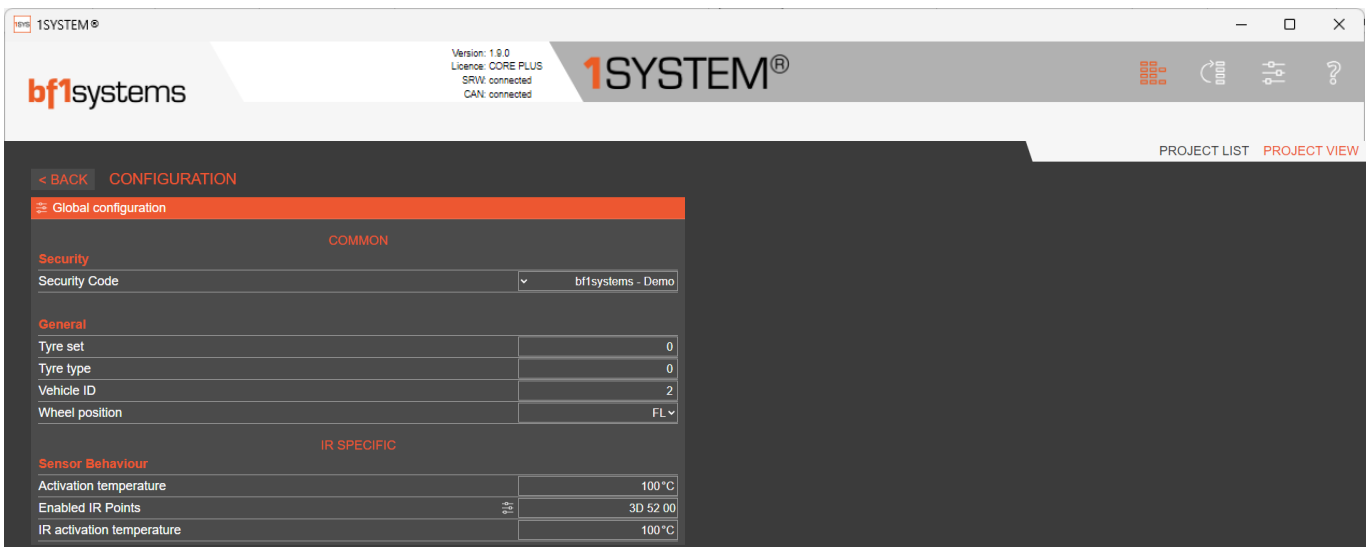 1SYS 1SYSTEM®
bf1systems
Version: 1.9.0
Licence: CORE PLUS
SRW: connected
CAN: connected
1SYSTEM®
PROJECT LIST PROJECT VIEW
< BACK CONFIGURATION
Global configuration
COMMON
Security
Security Code bf1systems - Demo
General
Tyre set 0
Tyre type 0
Vehicle ID 2
Wheel position FL
IR SPECIFIC
Sensor Behaviour
Activation temperature 100°C
Enabled IR Points 3D 52 00
IR activation temperature 100°C